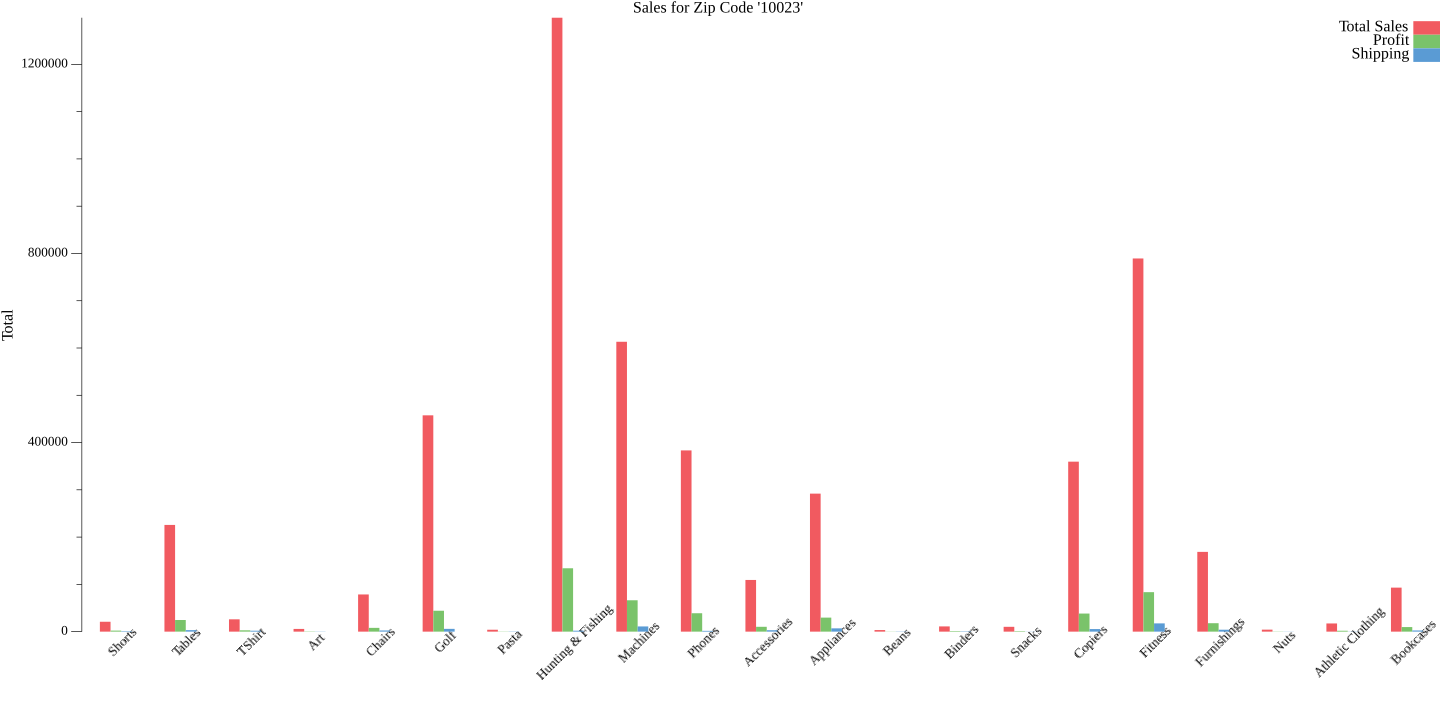 Sales for Zip Code '10023'
Total Sales
Profit
Shipping
1200000
800000
400000
0
Total
Shorts
Tables
TShirt
Art
Chairs
Golf
Pasta
Hunting & Fishing
Machines
Phones
Accessories
Appliances
Beans
Binders
Snacks
Copiers
Fitness
Furnishings
Nuts
Athletic Clothing
Bookcases